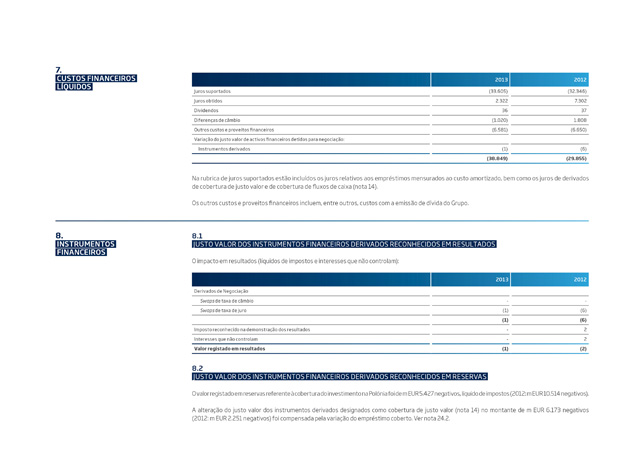 7.
CUSTOS FINANCEIROS
LÍQUIDOS
2013 2012
Juros suportados (33.605) (32.946)
Juros obtidos 2.322 7.302
Dividendos 36 37
Diferenças de câmbio (1.020) 1.808
Outros custos e proveitos financeiros (6.581) (6.050)
Variação do justo valor de activos financeiros detidos para negociação:
Instrumentos derivados (1) (6)
(38.849) (29.855)
Na rubrica de juros suportados estão incluídos os juros relativos aos empréstimos mensurados ao custo amortizado, bem como os juros de derivados
de cobertura de justo valor e de cobertura de fluxos de caixa (nota 14).
Os outros custos e proveitos financeiros incluem, entre outros, custos com a emissão de dívida do Grupo.
8.
INSTRUMENTOS
FINANCEIROS
8.1
JUSTO VALOR DOS INSTRUMENTOS FINANCEIROS DERIVADOS RECONHECIDOS EM RESULTADOS
O impacto em resultados (líquidos de impostos e interesses que não controlam):
2013 2012
Derivados de Negociação
Swaps de taxa de câmbio - -
Swaps de taxa de juro (1) (6)
(1) (6)
Imposto reconhecido na demonstração dos resultados - 2
Interesses que não controlam - 2
Valor registado em resultados (1) (2)
8.2
JUSTO VALOR DOS INSTRUMENTOS FINANCEIROS DERIVADOS RECONHECIDOS EM RESERVAS
O valor registado em reservas referente à cobertura do investimento na Polónia foi de m EUR 5.427 negativos, líquido de impostos (2012: m EUR 10.514 negativos).
A alteração do justo valor dos instrumentos derivados designados como cobertura de justo valor (nota 14) no montante de m EUR 6.173 negativos
(2012: m EUR 2.251 negativos) foi compensada pela variação do empréstimo coberto. Ver nota 24.2.